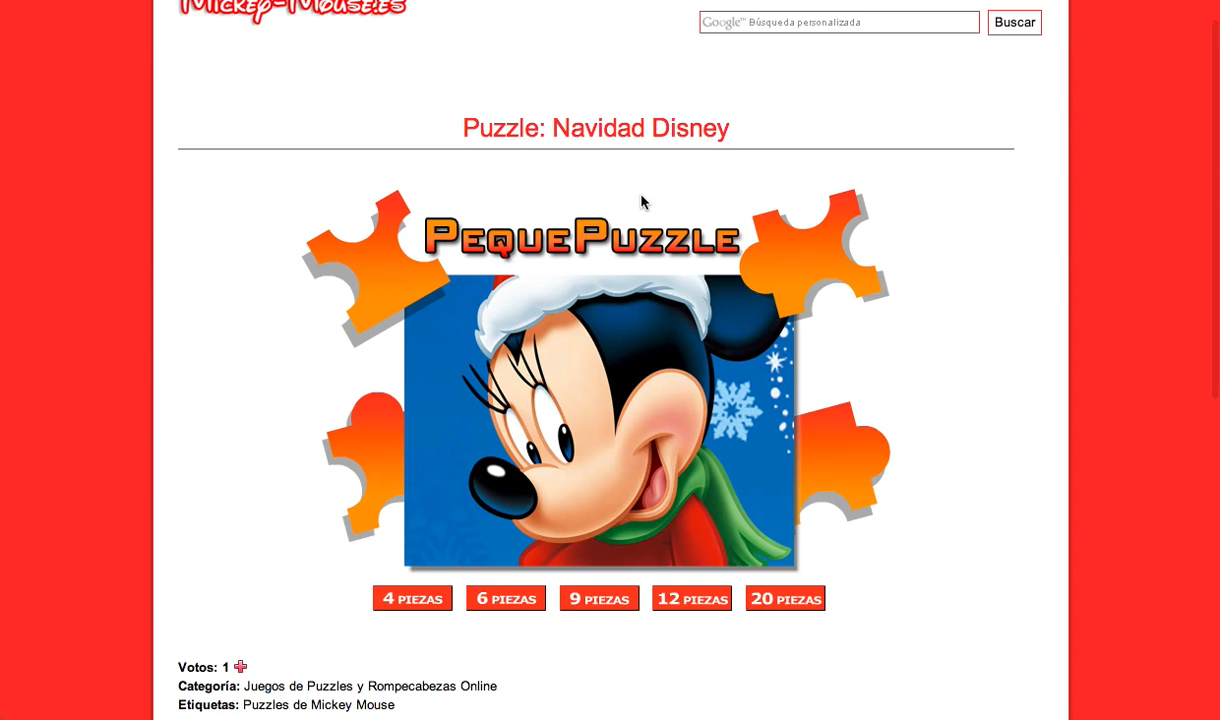 Mickey-Mouse.es
Google™ Búsqueda personalizada
Buscar
Puzzle: Navidad Disney
PequePuzzle
4 PIEZAS
6 PIEZAS
9 PIEZAS
12 PIEZAS
20 PIEZAS
Votos: 1
Categoría: Juegos de Puzzles y Rompecabezas Online
Etiquetas: Puzzles de Mickey Mouse